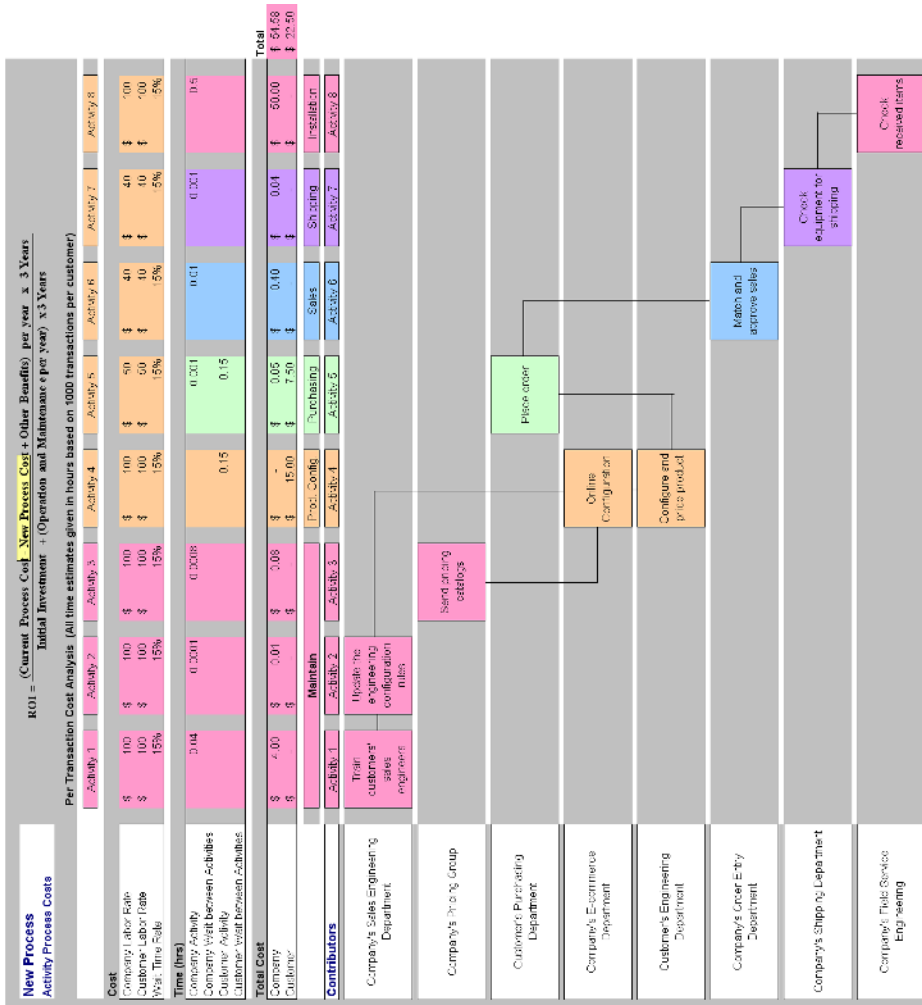 New Process
Activity Process Costs
ROI = (Current Process Cost - New Process Cost + Other Benefits) per year x 3 Years
Initial Investment + (Operation and Maintenance per year) x 3 Years
Per Transaction Cost Analysis (All time estimates given in hours based on 1000 transactions per customer)
Activity 1 Activity 2 Activity 3 Activity 4 Activity 5 Activity 6 Activity 7 Activity 8
Cost
Company Labor Rate $ 100 $ 100 $ 100 $ 100 $ 50 $ 40 $ 40 $ 100
Customer Labor Rate $ 100 $ 100 $ 100 $ 100 $ 50 $ 40 $ 40 $ 100
Wait Time Rate 15% 15% 15% 15% 15% 15% 15% 15%
Time (hrs)
Company Activity 0.04 0.0001 0.0008 0.001 0.01 0.001 0.5
Company Wait between Activities
Customer Activity 0.15 0.15
Customer Wait between Activities
Total Cost Total
Company $ 4.00 $ 0.01 $ 0.08 $ - $ 0.05 $ 0.40 $ 0.04 $ 50.00 $ 54.58
Customer $ - $ - $ - $ 15.00 $ 7.50 $ - $ - $ - $ 22.50
Maintain Prod. Config Purchasing Sales Shipping Installation
Contributors Activity 1 Activity 2 Activity 3 Activity 4 Activity 5 Activity 6 Activity 7 Activity 8
Company's Sales Engineering
Department
Train
customers'
sales
engineers
Update the
engineering
configuration
rules
Company's Pricing Group
Send pricing
catalogs
Customer's Purchasing
Department
Place order
Company's E-commerce
Department
Online
Configuration
Customer's Engineering
Department
Configure and
price product
Company's Order Entry
Department
Match and
approve sales
Company's Shipping Department
Check
equipment for
shipping
Company's Field Service
Engineering
Check
received items